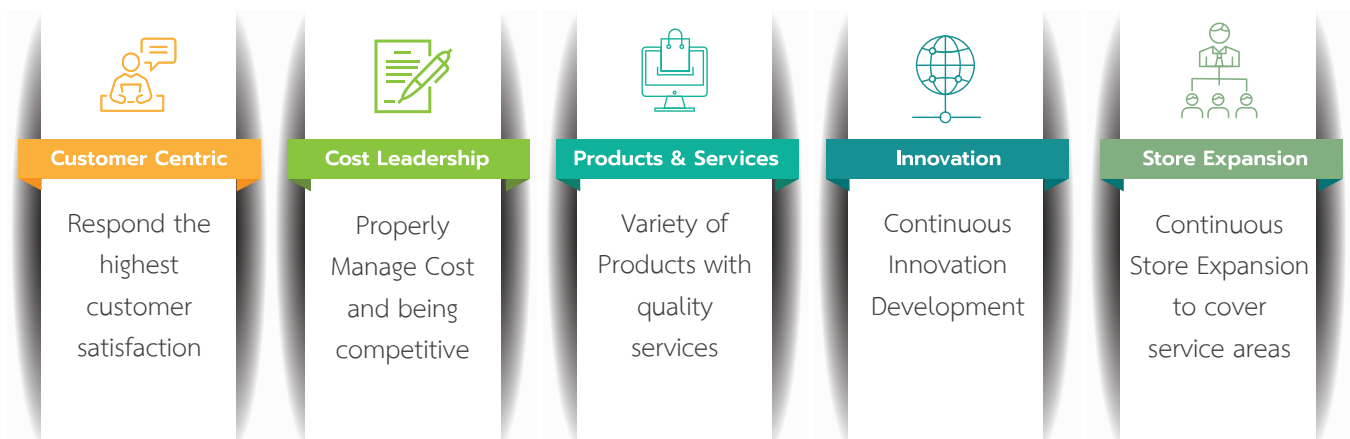 Customer Centric
Respond the
highest
customer
satisfaction
Cost Leadership
Properly
Manage Cost
and being
competitive
Products & Services
Variety of
Products with
quality
services
Innovation
Continuous
Innovation
Development
Store Expansion
Continuous
Store Expansion
to cover
service areas